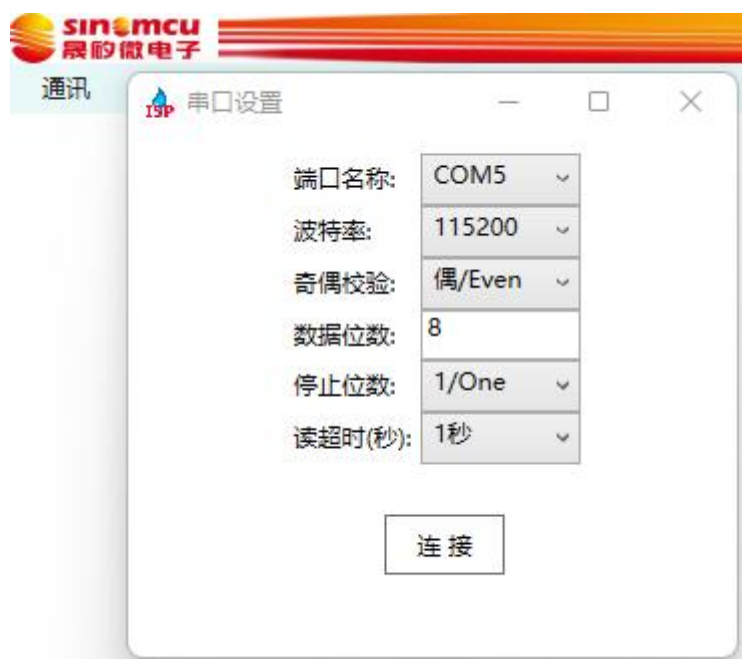 sinomcu
晟矽微电子
通讯
ISP 串口设置
端口名称: COM5
波特率: 115200
奇偶校验: 偶/Even
数据位数: 8
停止位数: 1/One
读超时(秒): 1秒
连 接